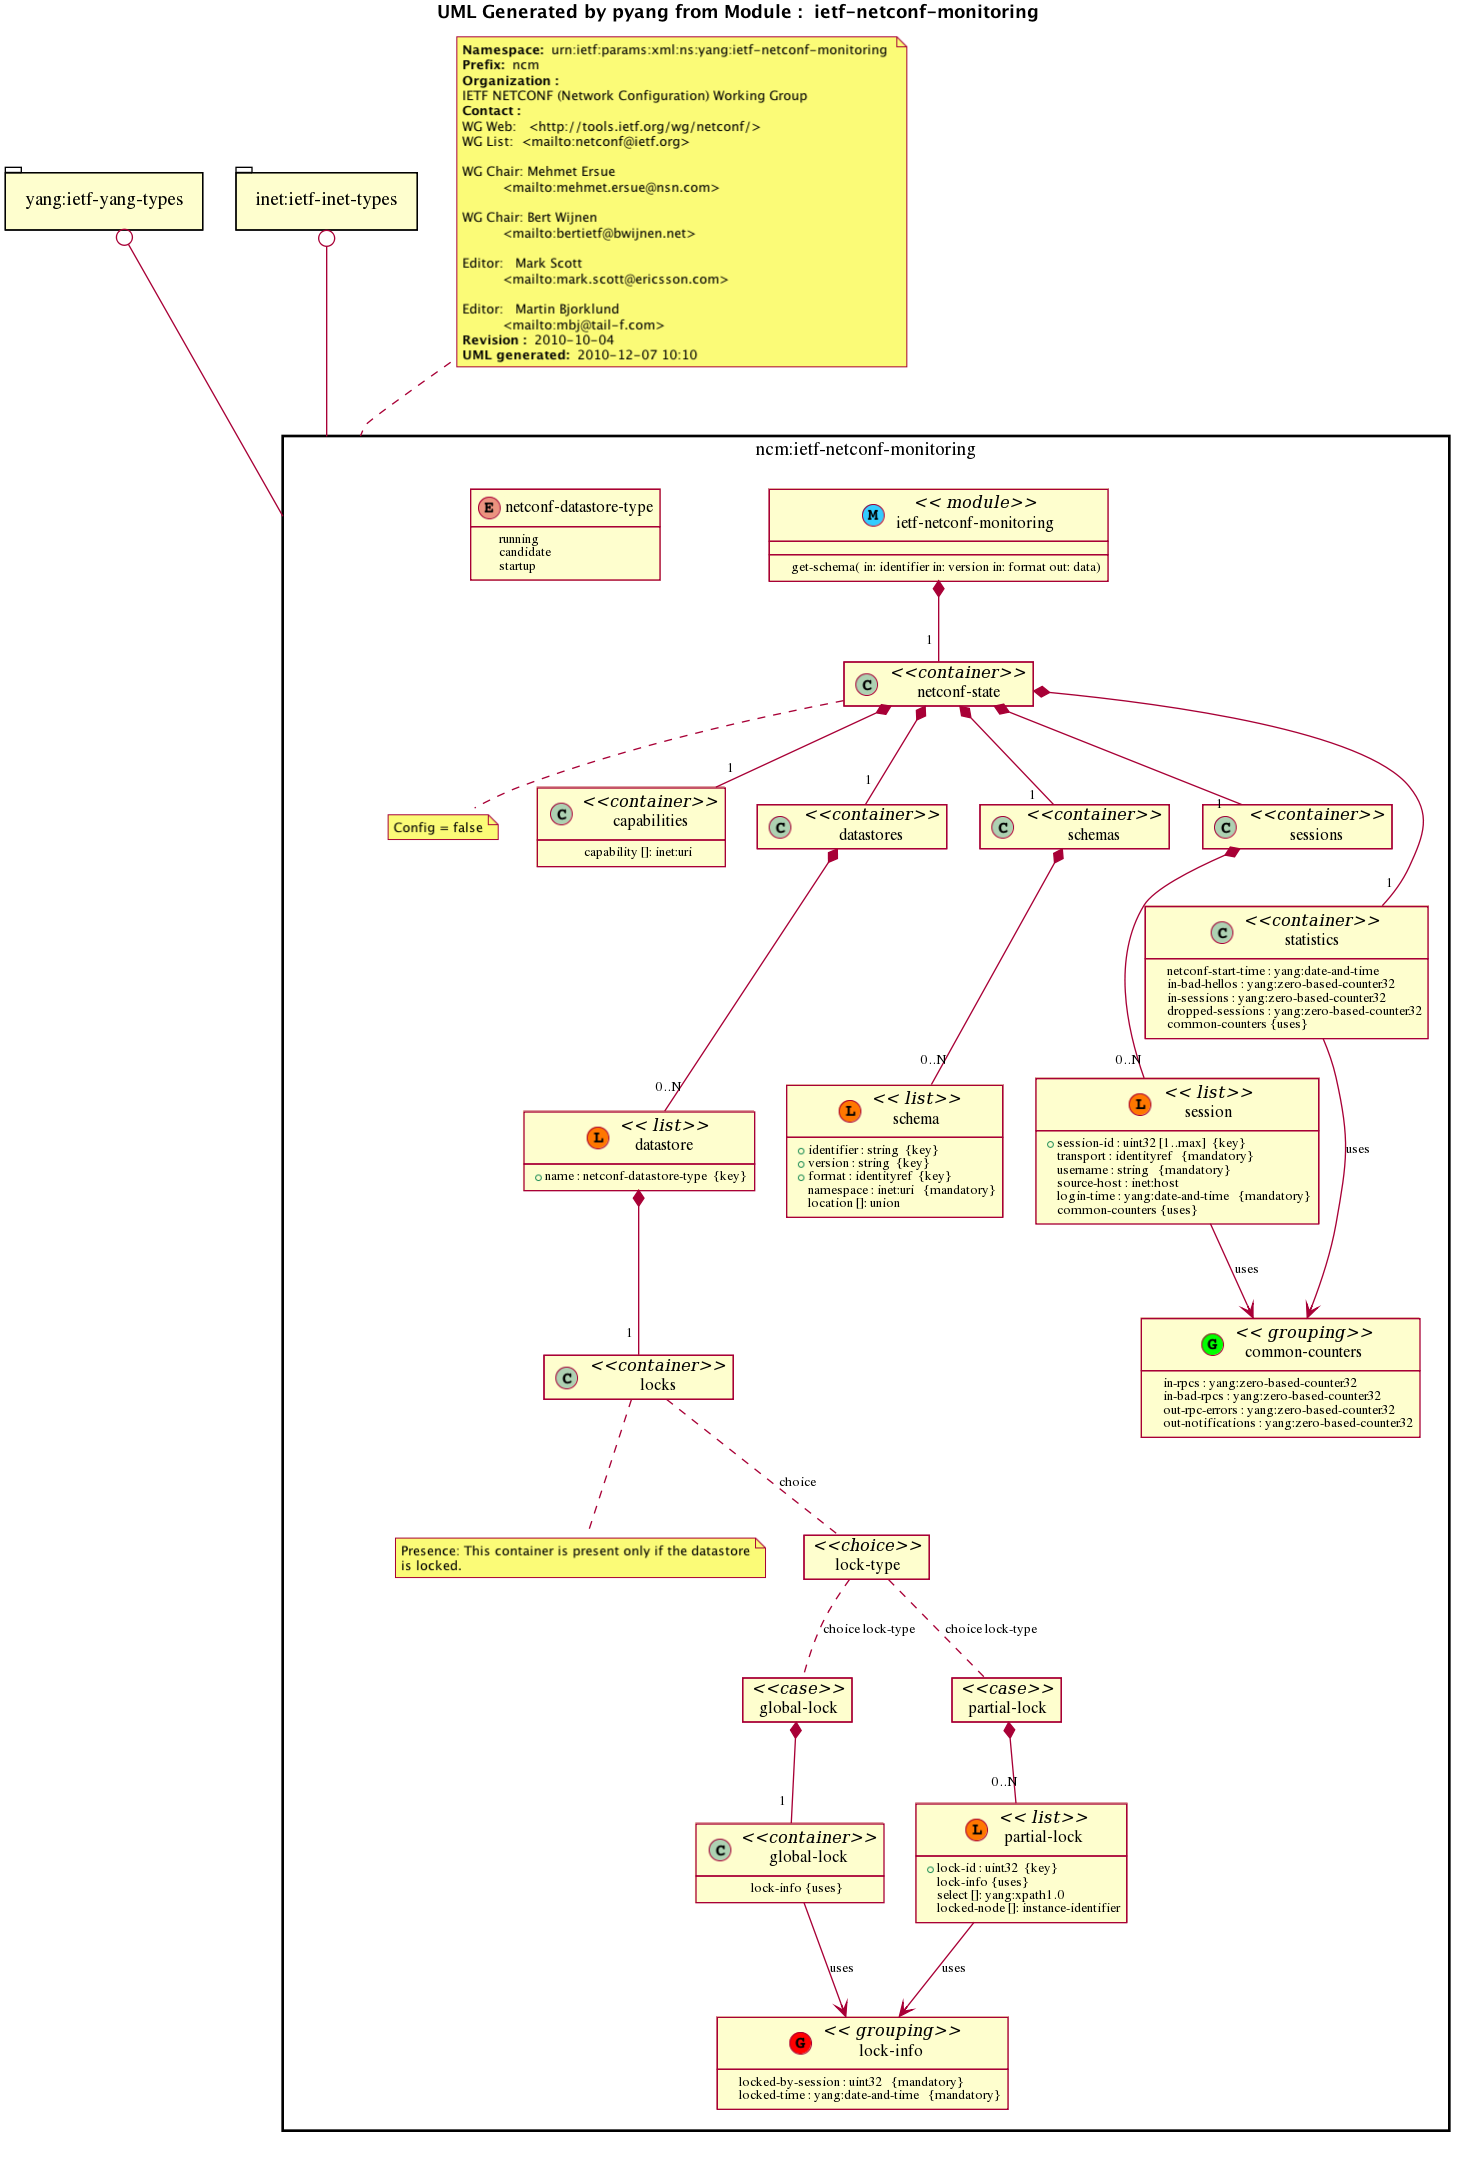 UML Generated by pyang from Module :  ietf-netconf-monitoring
Namespace:  urn:ietf:params:xml:ns:yang:ietf-netconf-monitoring
Prefix:  ncm
Organization :
IETF NETCONF (Network Configuration) Working Group
Contact :
WG Web:   <http://tools.ietf.org/wg/netconf/>
WG List:  <mailto:netconf@ietf.org>
WG Chair: Mehmet Ersue
<mailto:mehmet.ersue@nsn.com>
WG Chair: Bert Wijnen
<mailto:bertietf@bwijnen.net>
Editor:   Mark Scott
<mailto:mark.scott@ericsson.com>
Editor:   Martin Bjorklund
<mailto:mbj@tail-f.com>
Revision :  2010-10-04
UML generated:  2010-12-07 10:10
yang:ietf-yang-types
inet:ietf-inet-types
ncm:ietf-netconf-monitoring
E netconf-datastore-type
running
candidate
startup
<< module>>
M ietf-netconf-monitoring
get-schema( in: identifier in: version in: format out: data)
1
<<container>>
C netconf-state
1
1
1
1
1
Config = false
<<container>>
C capabilities
capability []: inet:uri
<<container>>
C datastores
<<container>>
C schemas
<<container>>
C sessions
<<container>>
C statistics
netconf-start-time : yang:date-and-time
in-bad-hellos : yang:zero-based-counter32
in-sessions : yang:zero-based-counter32
dropped-sessions : yang:zero-based-counter32
common-counters {uses}
0..N
0..N
0..N
<< list>>
L datastore
name : netconf-datastore-type  {key}
<< list>>
L schema
identifier : string  {key}
version : string  {key}
format : identityref  {key}
namespace : inet:uri   {mandatory}
location []: union
<< list>>
L session
session-id : uint32 [1..max]  {key}
transport : identityref   {mandatory}
username : string   {mandatory}
source-host : inet:host
login-time : yang:date-and-time   {mandatory}
common-counters {uses}
uses
uses
1
<< grouping>>
G common-counters
in-rpcs : yang:zero-based-counter32
in-bad-rpcs : yang:zero-based-counter32
out-rpc-errors : yang:zero-based-counter32
out-notifications : yang:zero-based-counter32
<<container>>
C locks
choice
Presence: This container is present only if the datastore
is locked.
<<choice>>
lock-type
choice lock-type
choice lock-type
<<case>>
global-lock
<<case>>
partial-lock
1
0..N
<<container>>
C global-lock
lock-info {uses}
<< list>>
L partial-lock
lock-id : uint32  {key}
lock-info {uses}
select []: yang:xpath1.0
locked-node []: instance-identifier
uses
uses
<< grouping>>
G lock-info
locked-by-session : uint32   {mandatory}
locked-time : yang:date-and-time   {mandatory}